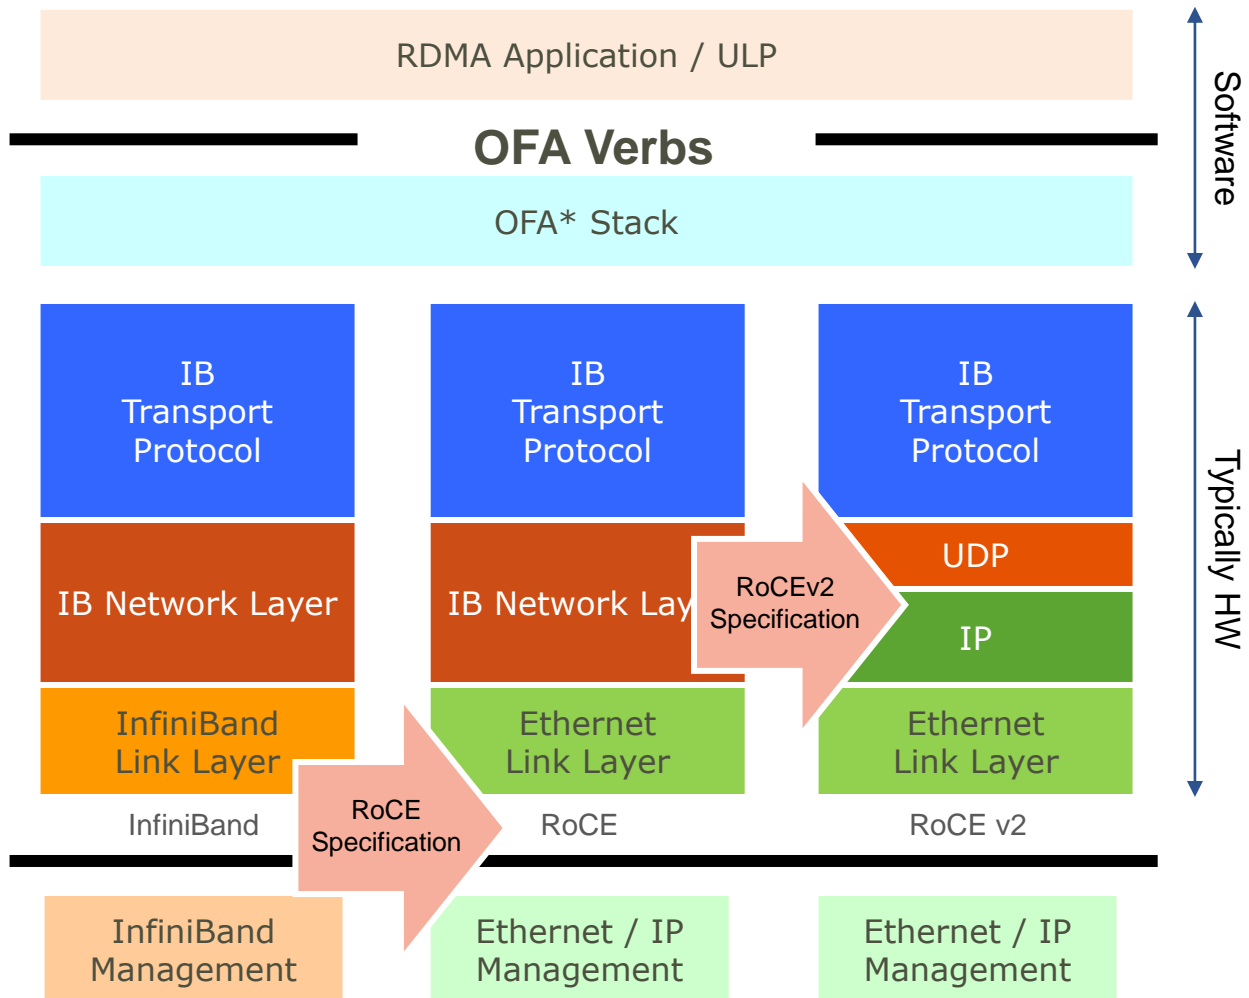 RDMA Application / ULP
OFA Verbs
OFA* Stack
Software
IB
Transport
Protocol
IB
Transport
Protocol
IB
Transport
Protocol
IB Network Layer
IB Network Lay
RoCEv2
Specification
UDP
IP
Typically HW
InfiniBand
Link Layer
Ethernet
Link Layer
Ethernet
Link Layer
InfiniBand
RoCE
Specification
RoCE
RoCE v2
InfiniBand
Management
Ethernet / IP
Management
Ethernet / IP
Management